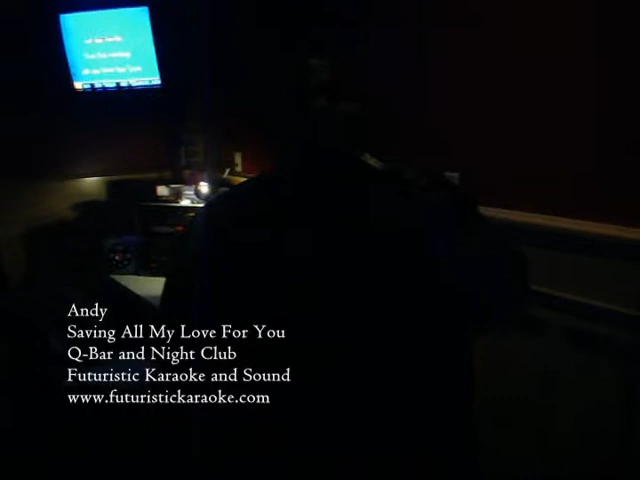 Andy
Saving All My Love For You
Q-Bar and Night Club
Futuristic Karaoke and Sound
www.futuristickaraoke.com